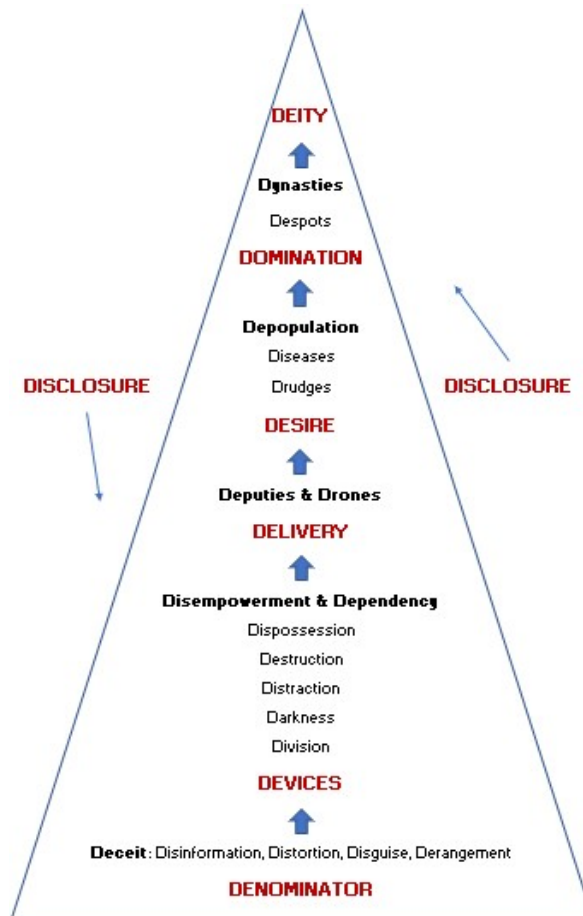 DEITY
Dynasties
Despots
DOMINATION
Depopulation
Diseases
Drudges
DISCLOSURE
DISCLOSURE
DESIRE
Deputies & Drones
DELIVERY
Disempowerment & Dependency
Dispossession
Destruction
Distraction
Darkness
Division
DEVICES
Deceit: Disinformation, Distortion, Disguise, Derangement
DENOMINATOR